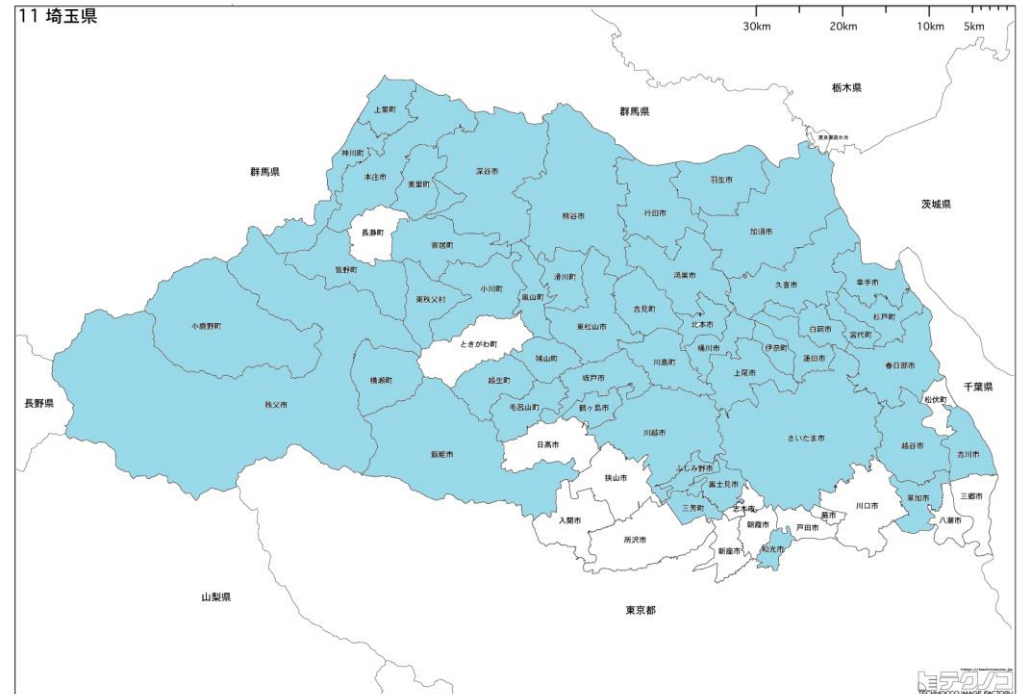 11 埼玉県
30km
20km
10km
5km
栃木県
群馬県
上里町
群馬県
神川町
本庄市
美里町
深谷市
羽生市
茨城県
熊谷市
行田市
加須市
長瀞町
寄居町
皆野町
滑川町
鴻巣市
久喜市
幸手市
東秩父村
小川町
嵐山町
吉見町
杉戸町
小鹿野町
東松山市
北本市
白岡市
宮代町
ときがわ町
桶川市
伊奈町
鳩山町
川島町
上尾市
蓮田市
春日部市
千葉県
横瀬町
越生町
坂戸市
長野県
秩父市
毛呂山町
鶴ヶ島市
松伏町
川越市
さいたま市
日高市
越谷市
吉川市
飯能市
ふじみ野市
狭山市
富士見市
草加市
三郷市
三芳町
志木市
川口市
入間市
朝霞市
戸田市
蕨市
八潮市
所沢市
新座市
和光市
山梨県
東京都
テクノコ
TECHNOCCO IMAGE FACTORY